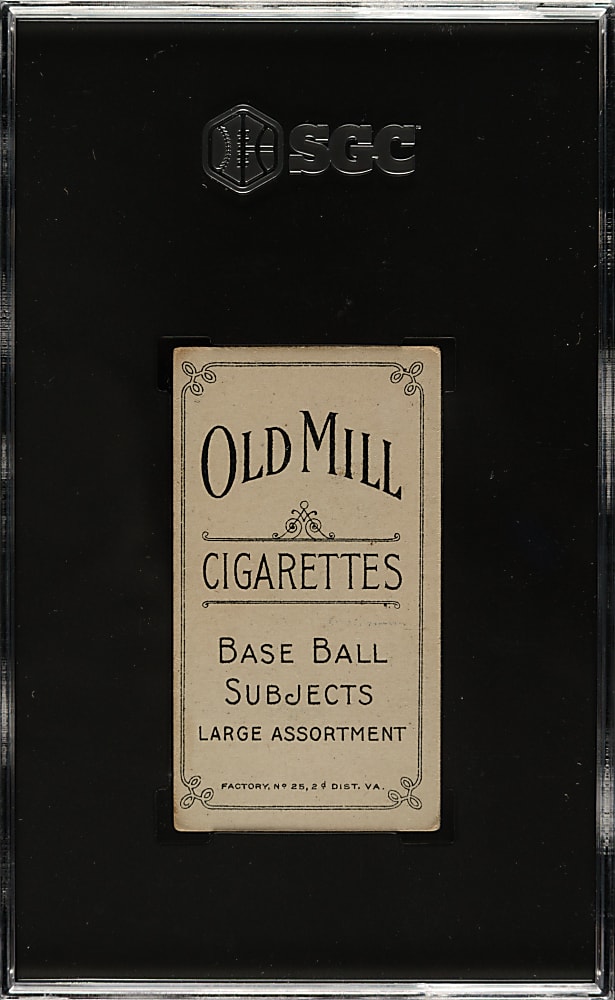 SGC
OLD MILL
CIGARETTES
BASE BALL
SUBJECTS
LARGE ASSORTMENT
FACTORY, Nº 25, 2ᵈ DIST. VA.